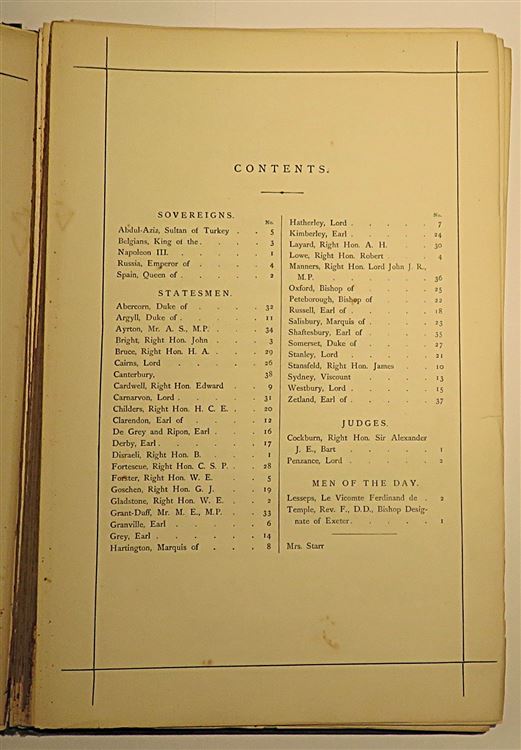 CONTENTS.
SOVEREIGNS.
No.
Abdul-Aziz, Sultan of Turkey . . 5
Belgians, King of the . . . . 3
Napoleon III. . . . . . 1
Russia, Emperor of . . . . 4
Spain, Queen of . . . . . 2
STATESMEN.
Abercorn, Duke of . . . . 32
Argyll, Duke of . . . . . 11
Ayrton, Mr. A. S., M.P. . . . 34
Bright, Right Hon. John . . . 3
Bruce, Right Hon. H. A. . . . 29
Cairns, Lord . . . . . 26
Canterbury, 38
Cardwell, Right Hon. Edward . . 9
Carnarvon, Lord . . . . . 31
Childers, Right Hon. H. C. E. . . 20
Clarendon, Earl of . . . . 12
De Grey and Ripon, Earl . . . 16
Derby, Earl . . . . . . 17
Disraeli, Right Hon. B. . . . 1
Fortescue, Right Hon. C. S. P. . . 28
Forster, Right Hon. W. E. . . . 5
Goschen, Right Hon. G. J. . . . 19
Gladstone, Right Hon. W. E. . . 2
Grant-Duff, Mr. M. E., M.P. . . 33
Granville, Earl . . . . . 6
Grey, Earl . . . . . . 14
Hartington, Marquis of . . . 8
No.
Hatherley, Lord . . . . . 7
Kimberley, Earl . . . . . 24
Layard, Right Hon. A. H. . . . 30
Lowe, Right Hon. Robert . . . 4
Manners, Right Hon. Lord John J. R.,
M.P. . . . . . . 36
Oxford, Bishop of . . . . 25
Peteborough, Bishop of . . . 22
Russell, Earl of . . . . . 18
Salisbury, Marquis of . . . . 23
Shaftesbury, Earl of . . . . 35
Somerset, Duke of . . . . 27
Stanley, Lord . . . . . 21
Stansfeld, Right Hon. James . . 10
Sydney, Viscount . . . . 13
Westbury, Lord . . . . . 15
Zetland, Earl of . . . . . 37
JUDGES.
Cockburn, Right Hon. Sir Alexander
J. E., Bart . . . . . 1
Penzance, Lord . . . . . 2
MEN OF THE DAY.
Lesseps, Le Vicomte Ferdinand de . 2
Temple, Rev. F., D.D., Bishop Desig-
nate of Exeter . . . . . 1
Mrs. Starr